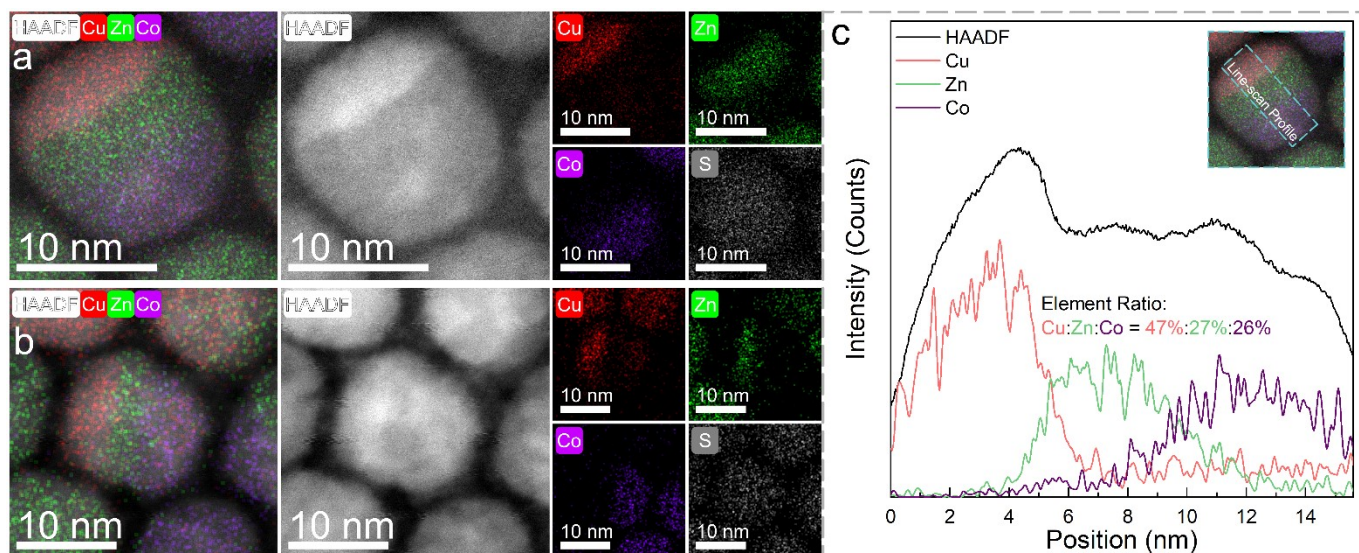 HAADF Cu Zn Co
a
10 nm
HAADF
10 nm
Cu
10 nm
Zn
10 nm
Co
10 nm
S
10 nm
HAADF Cu Zn Co
b
10 nm
HAADF
10 nm
Cu
10 nm
Zn
10 nm
Co
10 nm
S
10 nm
c
HAADF
Cu
Zn
Co
Line-scan Profile
Element Ratio:
Cu:Zn:Co = 47%:27%:26%
Intensity (Counts)
0 2 4 6 8 10 12 14
Position (nm)